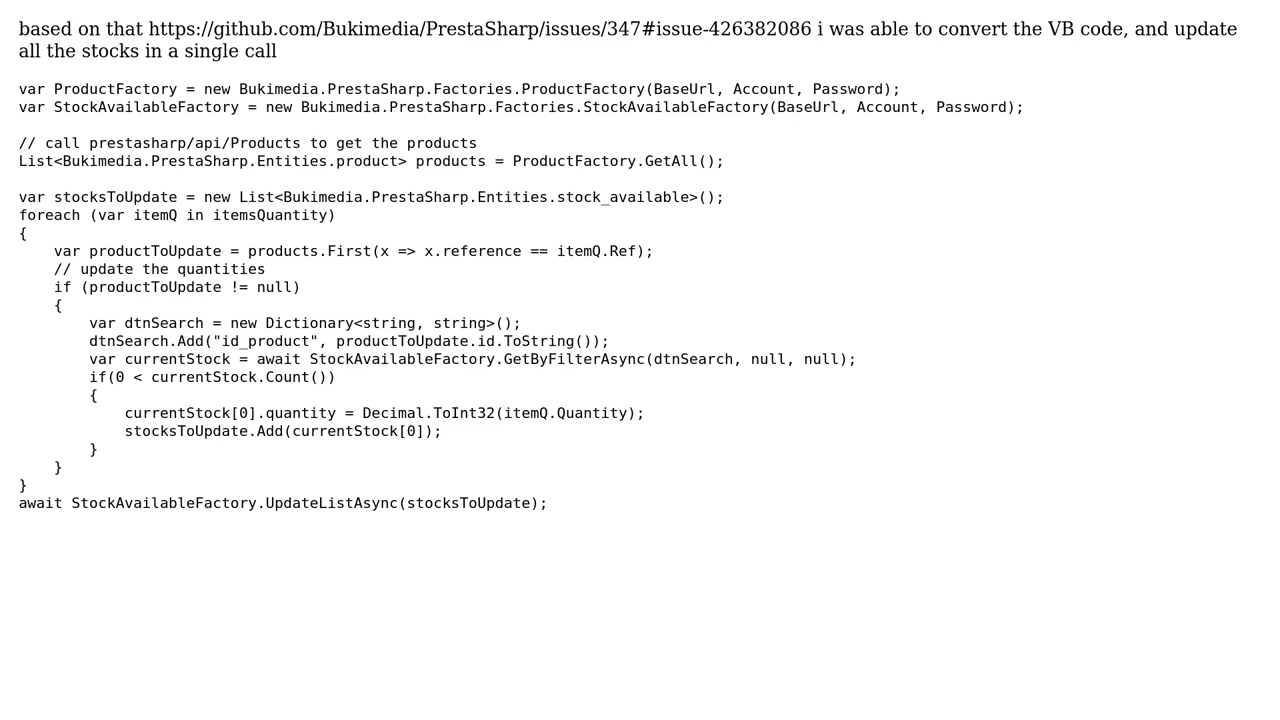 based on that https://github.com/Bukimedia/PrestaSharp/issues/347#issue-426382086 i was able to convert the VB code, and update
all the stocks in a single call
var ProductFactory = new Bukimedia.PrestaSharp.Factories.ProductFactory(BaseUrl, Account, Password);
var StockAvailableFactory = new Bukimedia.PrestaSharp.Factories.StockAvailableFactory(BaseUrl, Account, Password);

// call prestasharp/api/Products to get the products
List<Bukimedia.PrestaSharp.Entities.product> products = ProductFactory.GetAll();

var stocksToUpdate = new List<Bukimedia.PrestaSharp.Entities.stock_available>();
foreach (var itemQ in itemsQuantity)
{
    var productToUpdate = products.First(x => x.reference == itemQ.Ref);
    // update the quantities
    if (productToUpdate != null)
    {
        var dtnSearch = new Dictionary<string, string>();
        dtnSearch.Add("id_product", productToUpdate.id.ToString());
        var currentStock = await StockAvailableFactory.GetByFilterAsync(dtnSearch, null, null);
        if(0 < currentStock.Count())
        {
            currentStock[0].quantity = Decimal.ToInt32(itemQ.Quantity);
            stocksToUpdate.Add(currentStock[0]);
        }
    }
}
await StockAvailableFactory.UpdateListAsync(stocksToUpdate);